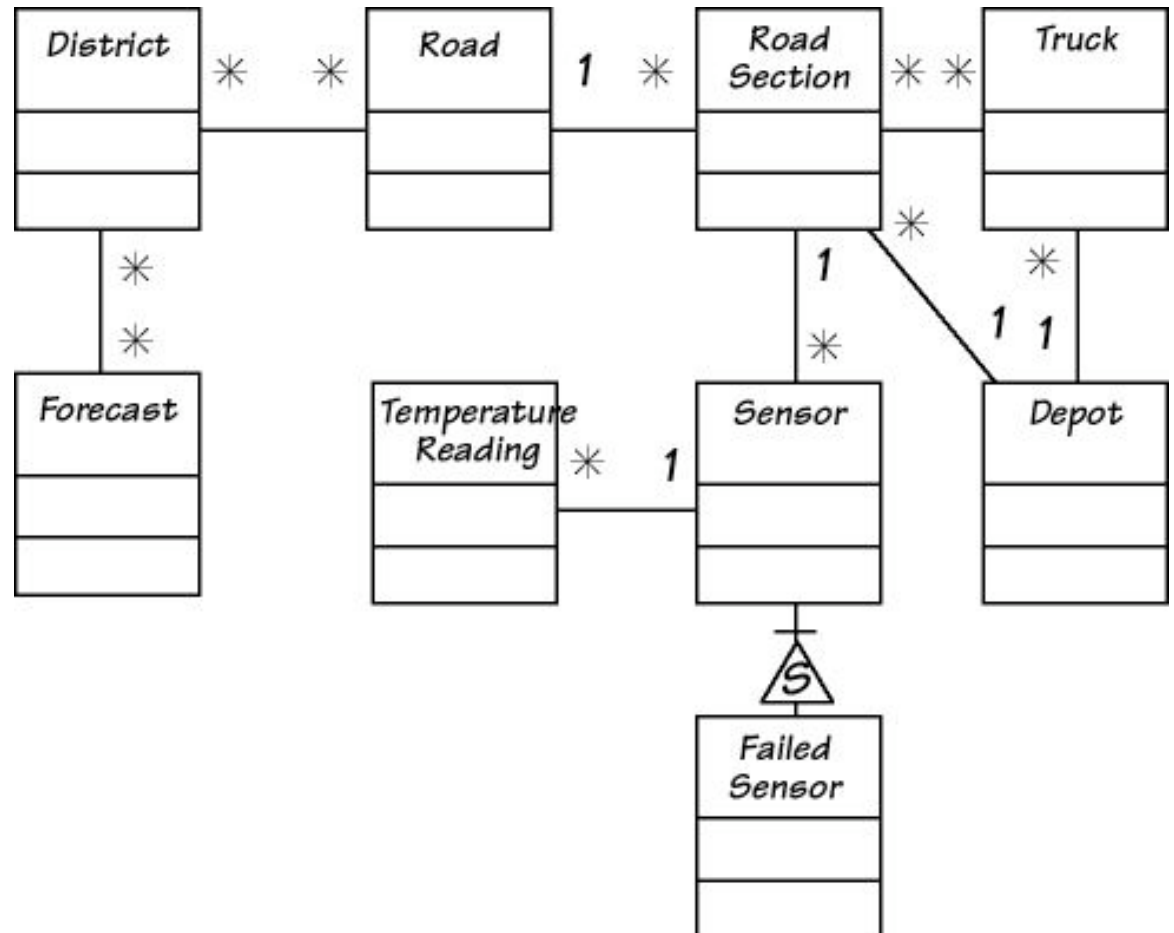 District
*
*
Road
1
*
Road
Section
*
*
Truck
*
*
Forecast
1
*
*
1
*
1
Temperature
Reading
*
1
Sensor
Depot
S
Failed
Sensor